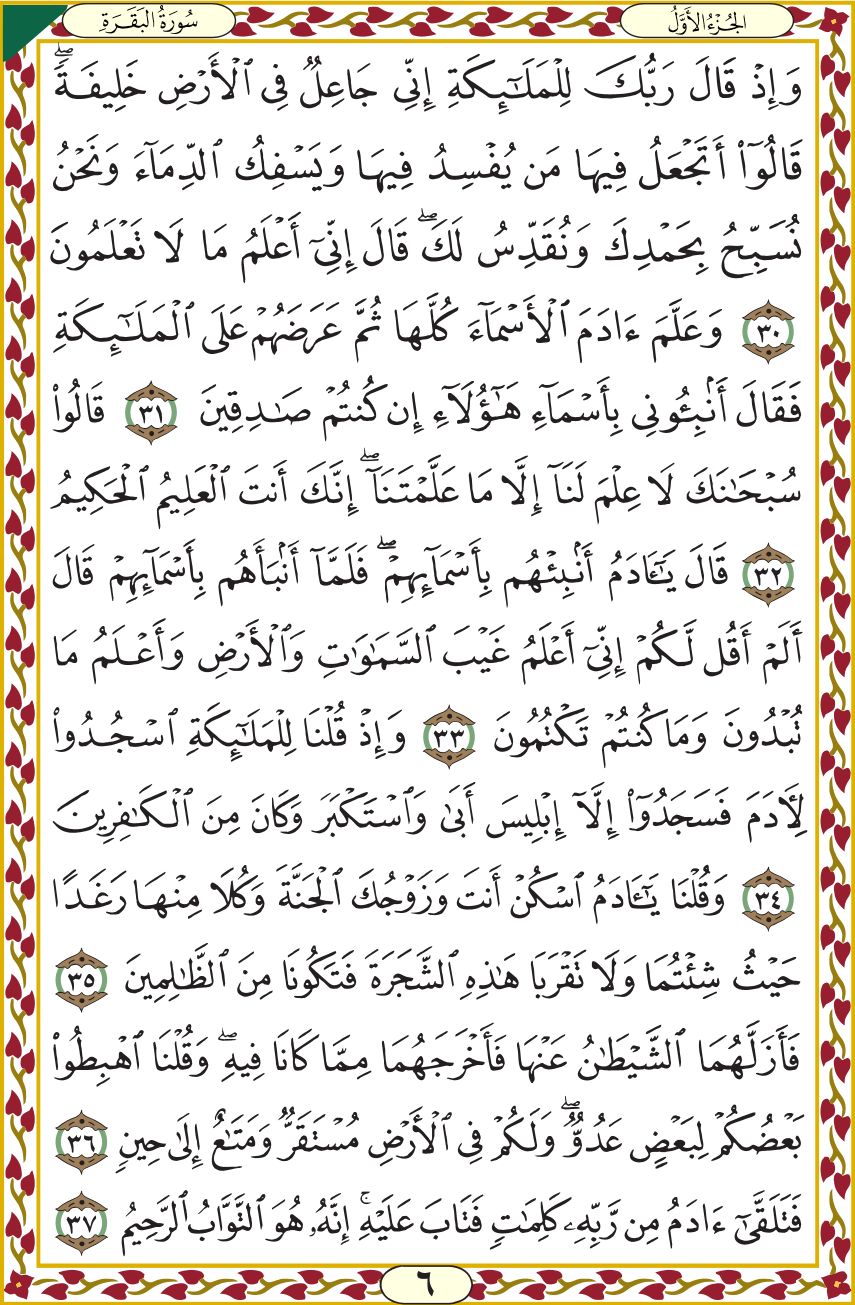 الجُزْءُ الأَوَّلُ
سُورَةُ البَقَرَةِ
وَإِذْ قَالَ رَبُّكَ لِلْمَلَٰٓئِكَةِ إِنِّي جَاعِلٌ فِي ٱلْأَرْضِ خَلِيفَةًۖ
قَالُوٓاْ أَتَجْعَلُ فِيهَا مَن يُفْسِدُ فِيهَا وَيَسْفِكُ ٱلدِّمَآءَ وَنَحْنُ
نُسَبِّحُ بِحَمْدِكَ وَنُقَدِّسُ لَكَۖ قَالَ إِنِّيٓ أَعْلَمُ مَا لَا تَعْلَمُونَ
٣٠ وَعَلَّمَ ءَادَمَ ٱلْأَسْمَآءَ كُلَّهَا ثُمَّ عَرَضَهُمْ عَلَى ٱلْمَلَٰٓئِكَةِ
فَقَالَ أَنۢبِـُٔونِي بِأَسْمَآءِ هَٰٓؤُلَآءِ إِن كُنتُمْ صَٰدِقِينَ ٣١ قَالُواْ
سُبْحَٰنَكَ لَا عِلْمَ لَنَآ إِلَّا مَا عَلَّمْتَنَآۖ إِنَّكَ أَنتَ ٱلْعَلِيمُ ٱلْحَكِيمُ
٣٢ قَالَ يَٰٓـَٔادَمُ أَنۢبِئْهُم بِأَسْمَآئِهِمْۖ فَلَمَّآ أَنۢبَأَهُم بِأَسْمَآئِهِمْ قَالَ
أَلَمْ أَقُل لَّكُمْ إِنِّيٓ أَعْلَمُ غَيْبَ ٱلسَّمَٰوَٰتِ وَٱلْأَرْضِ وَأَعْلَمُ مَا
تُبْدُونَ وَمَا كُنتُمْ تَكْتُمُونَ ٣٣ وَإِذْ قُلْنَا لِلْمَلَٰٓئِكَةِ ٱسْجُدُواْ
لِأٓدَمَ فَسَجَدُوٓاْ إِلَّآ إِبْلِيسَ أَبَىٰ وَٱسْتَكْبَرَ وَكَانَ مِنَ ٱلْكَٰفِرِينَ
٣٤ وَقُلْنَا يَٰٓـَٔادَمُ ٱسْكُنْ أَنتَ وَزَوْجُكَ ٱلْجَنَّةَ وَكُلَا مِنْهَا رَغَدًا
حَيْثُ شِئْتُمَا وَلَا تَقْرَبَا هَٰذِهِ ٱلشَّجَرَةَ فَتَكُونَا مِنَ ٱلظَّٰلِمِينَ ٣٥
فَأَزَلَّهُمَا ٱلشَّيْطَٰنُ عَنْهَا فَأَخْرَجَهُمَا مِمَّا كَانَا فِيهِۖ وَقُلْنَا ٱهْبِطُواْ
بَعْضُكُمْ لِبَعْضٍ عَدُوٌّۖ وَلَكُمْ فِي ٱلْأَرْضِ مُسْتَقَرٌّ وَمَتَٰعٌ إِلَىٰ حِينٍ ٣٦
فَتَلَقَّىٰٓ ءَادَمُ مِن رَّبِّهِۦ كَلِمَٰتٍ فَتَابَ عَلَيْهِۚ إِنَّهُۥ هُوَ ٱلتَّوَّابُ ٱلرَّحِيمُ ٣٧
٦